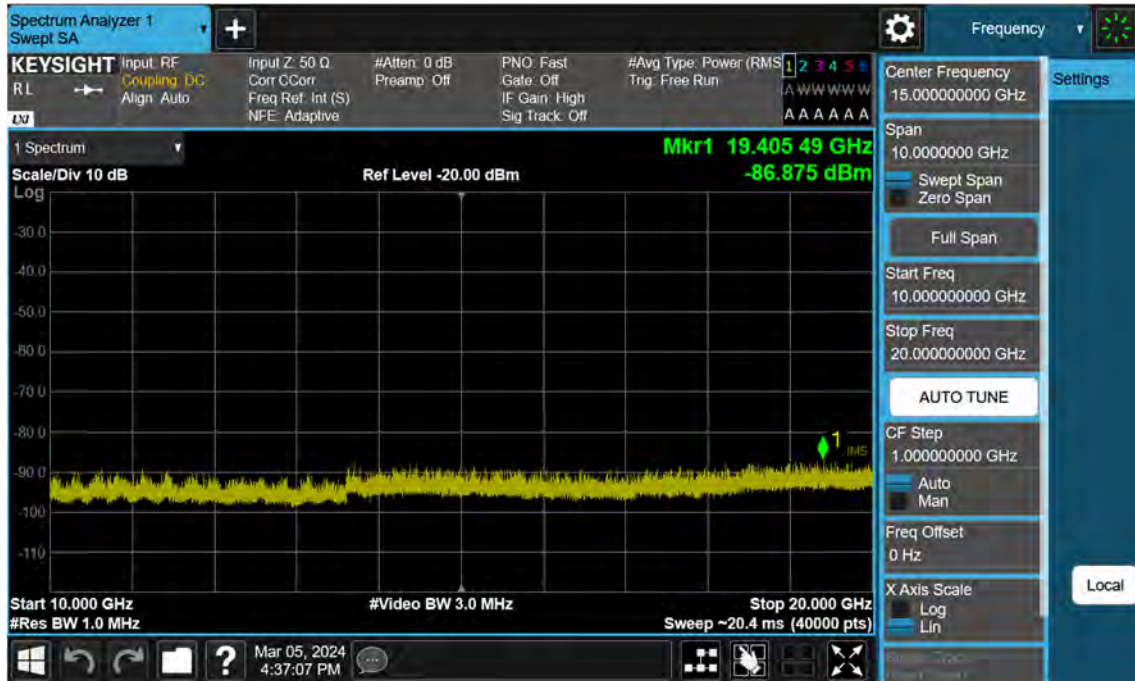 Spectrum Analyzer 1
Swept SA
Frequency
KEYSIGHT
R L
LXI
Input: RF
Coupling: DC
Align: Auto
Input Z: 50 Ω
Corr CCorr
Freq Ref: Int (S)
NFE: Adaptive
#Atten: 0 dB
Preamp: Off
PNO: Fast
Gate: Off
IF Gain: High
Sig Track: Off
#Avg Type: Power (RMS
Trig: Free Run
1 2 3 4 5 6
A W W W W W
A A A A A A
Center Frequency
15.000000000 GHz
Settings
1 Spectrum
Mkr1 19.405 49 GHz
Scale/Div 10 dB
Ref Level -20.00 dBm
-86.875 dBm
Span
10.0000000 GHz
Swept Span
Zero Span
Full Span
Start Freq
10.000000000 GHz
Stop Freq
20.000000000 GHz
AUTO TUNE
CF Step
1.000000000 GHz
Auto
Man
Freq Offset
0 Hz
X Axis Scale
Log
Lin
Local
Log
-30.0
-40.0
-50.0
-60.0
-70.0
-80.0
-90.0
-100
-110
1
Start 10.000 GHz
#Video BW 3.0 MHz
Stop 20.000 GHz
#Res BW 1.0 MHz
Sweep ~20.4 ms (40000 pts)
?
Mar 05, 2024
4:37:07 PM